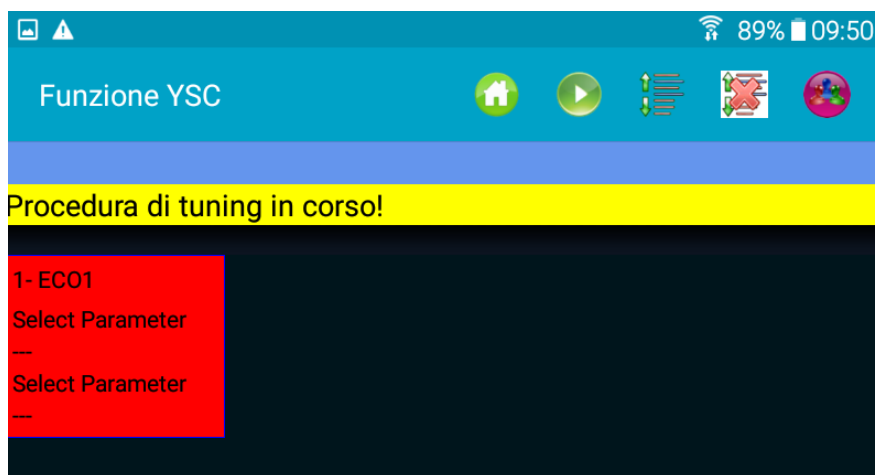 89% 09:50
Funzione YSC
Procedura di tuning in corso!
1- ECO1
Select Parameter
---
Select Parameter
---